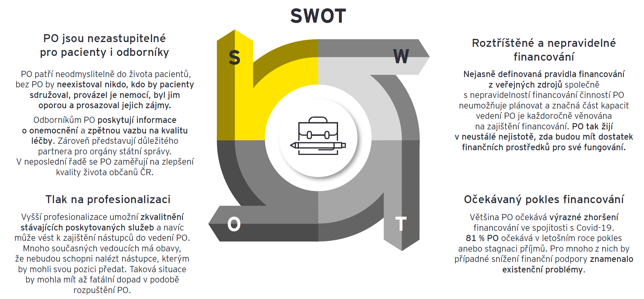 SWOT
PO jsou nezastupitelné
pro pacienty i odborníky
PO patří neodmyslitelně do života pacientů,
bez PO by neexistoval nikdo, kdo by pacienty
sdružoval, provázel je nemocí, byl jim
oporou a prosazoval jejich zájmy.
Odborníkům PO poskytují informace
o onemocnění a zpětnou vazbu na kvalitu
léčby. Zároveň představují důležitého
partnera pro orgány státní správy.
V neposlední řadě se PO zaměřují na zlepšení
kvality života občanů ČR.
S
W
Roztříštěné a nepravidelné
financování
Nejasně definovaná pravidla financování
z veřejných zdrojů společně
s nepravidelností financování činností PO
neumožňuje plánovat a značná část kapacit
vedení PO je každoročně věnována
na zajištění financování. PO tak žijí
v neustálé nejistotě, zda budou mít dostatek
finančních prostředků pro své fungování.
Tlak na profesionalizaci
Vyšší profesionalizace umožní zkvalitnění
stávajících poskytovaných služeb a navíc
může vést k zajištění nástupců do vedení PO.
Mnoho současných vedoucích má obavy,
že nebudou schopni nalézt nástupce, kterým
by mohli svou pozici předat. Taková situace
by mohla mít až fatální dopad v podobě
rozpuštění PO.
O
T
Očekávaný pokles financování
Většina PO očekává výrazné zhoršení
financování ve spojitosti s Covid-19.
81 % PO očekává v letošním roce pokles
anebo stagnaci příjmů. Pro mnoho z nich by
případné snížení finanční podpory znamenalo
existenční problémy.